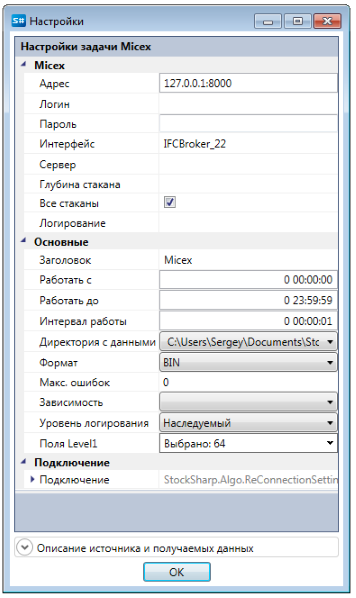 S# Настройки
Настройки задачи Micex
Micex
Адрес 127.0.0.1:8000
Логин
Пароль
Интерфейс IFCBroker_22
Сервер
Глубина стакана
Все стаканы
Логирование
Основные
Заголовок Micex
Работать с 0 00:00:00
Работать до 0 23:59:59
Интервал работы 0 00:00:01
Директория с данными C:\Users\Sergey\Documents\Stc
Формат BIN
Макс. ошибок 0
Зависимость
Уровень логирования Наследуемый
Поля Level1 Выбрано: 64
Подключение
Подключение StockSharp.Algo.ReConnectionSettin
Описание источника и получаемых данных
OK